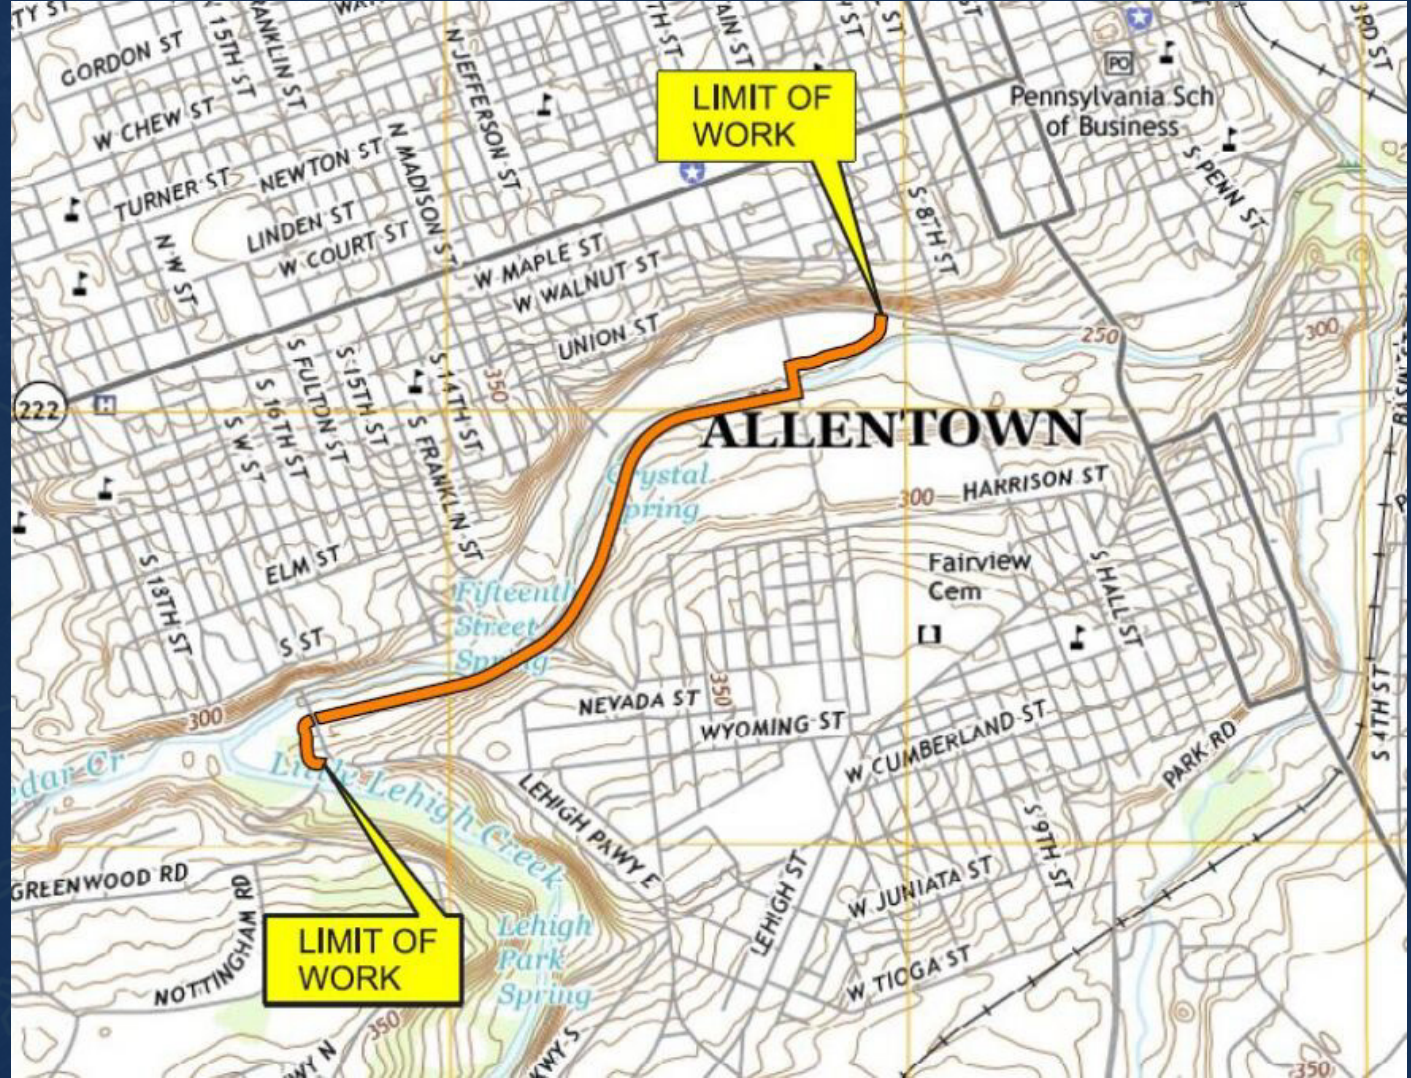 GORDON ST
W CHEW ST
TURNER ST
NEWTON ST
LINDEN ST
W COURT ST
N W ST
N MADISON ST
N JEFFERSON ST
LIMIT OF
WORK
PO
Pennsylvania Sch
of Business
S PENN ST
3RD ST
S 8TH ST
W MAPLE ST
W WALNUT ST
UNION ST
250
300
222
H
S FULTON ST
S 15TH ST
S 14TH ST
350
S 16TH ST
S W ST
S FRANKLIN ST
ALLENTOWN
Crystal
Spring
300
HARRISON ST
Fairview
Cem
S HALL ST
S 18TH ST
ELM ST
S ST
Fifteenth
Street
Spring
300
NEVADA ST
350
WYOMING ST
W CUMBERLAND ST
PARK RD
S 4TH ST
Little Lehigh Creek
LEHIGH PKWY E
S 9TH ST
GREENWOOD RD
NOTTINGHAM RD
LIMIT OF
WORK
Lehigh
Park
Spring
LEHIGH ST
W JUNIATA ST
W TIOGA ST
350
350